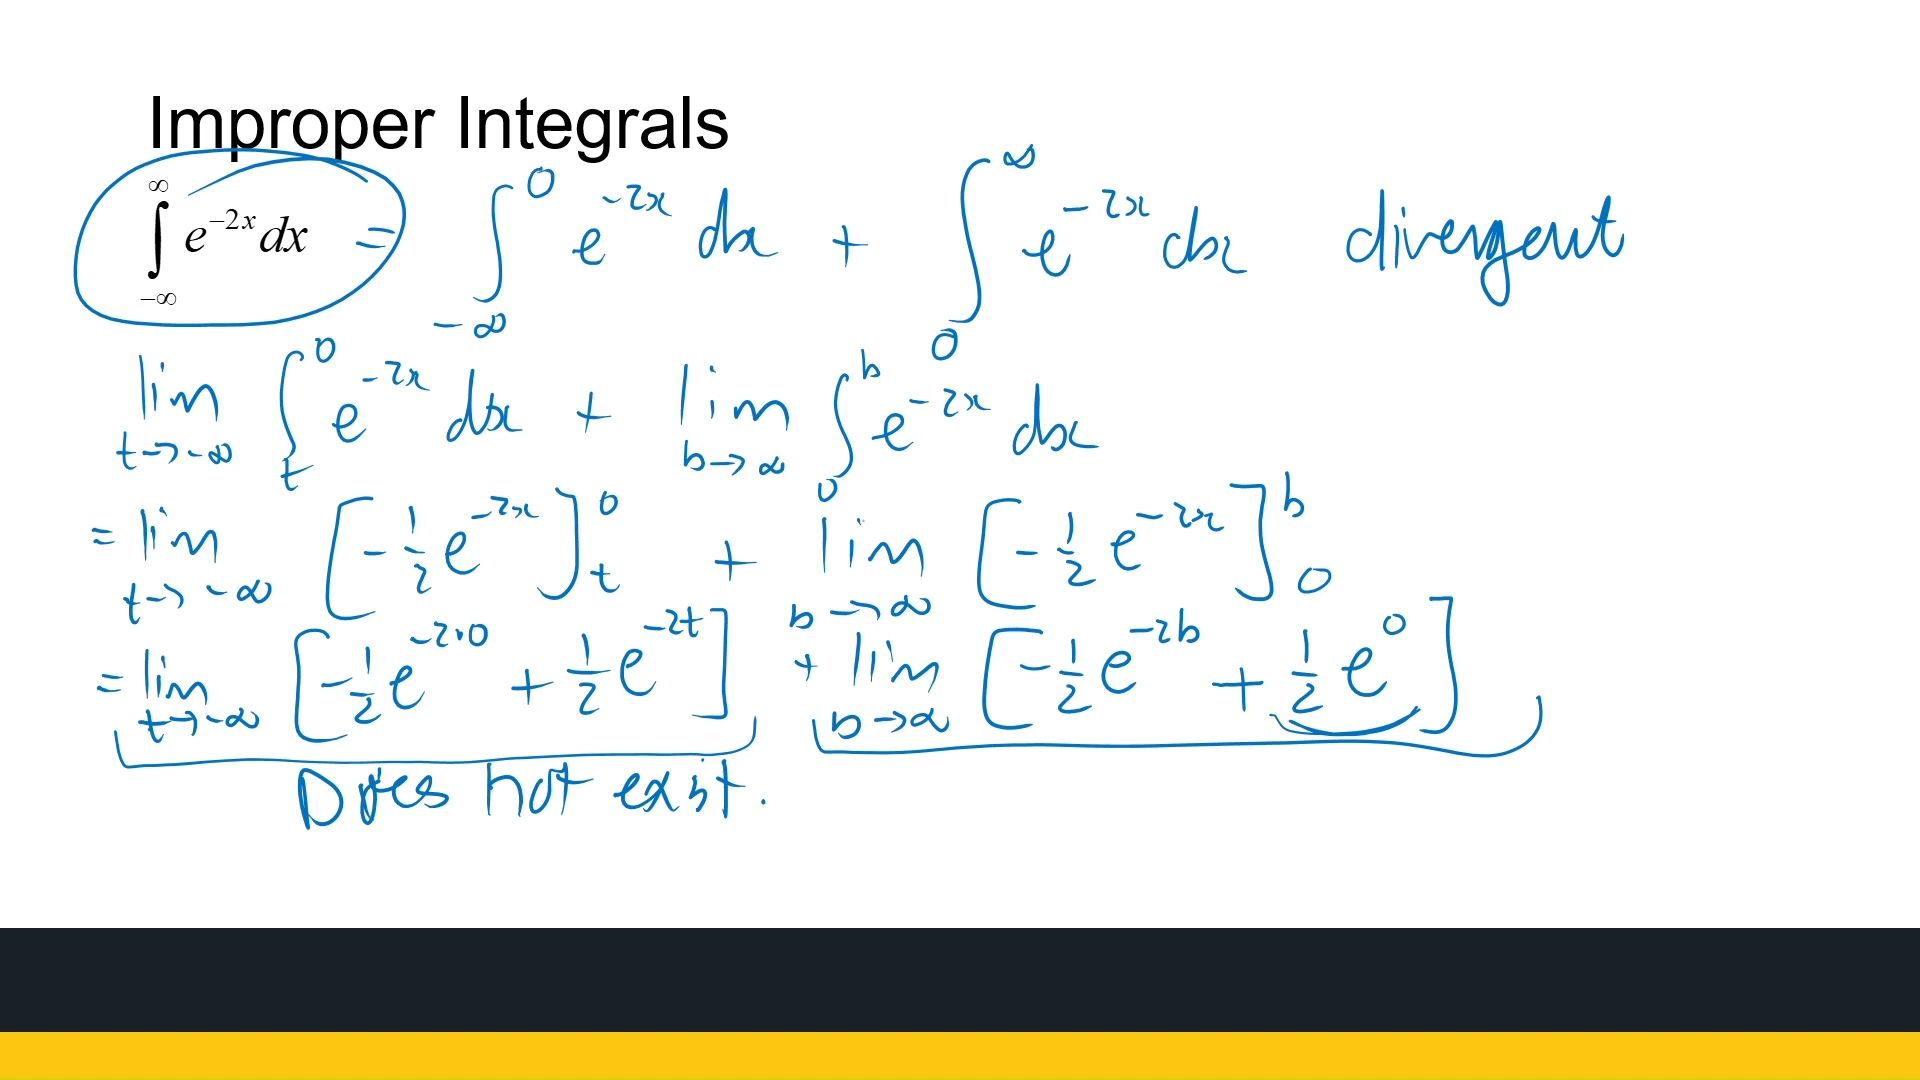 Improper Integrals
∫_{-∞}^{∞} e^{-2x} dx = ∫_{-∞}^{0} e^{-2x} dx + ∫_{0}^{∞} e^{-2x} dx divergent
lim_{t→-∞} ∫_{t}^{0} e^{-2x} dx + lim_{b→∞} ∫_{0}^{b} e^{-2x} dx
= lim_{t→-∞} [-1/2 e^{-2x}]_{t}^{0} + lim_{b→∞} [-1/2 e^{-2x}]_{0}^{b}
= lim_{t→-∞} [-1/2 e^{-2·0} + 1/2 e^{-2t}] + lim_{b→∞} [-1/2 e^{-2b} + 1/2 e^{0}]
Does not exist.